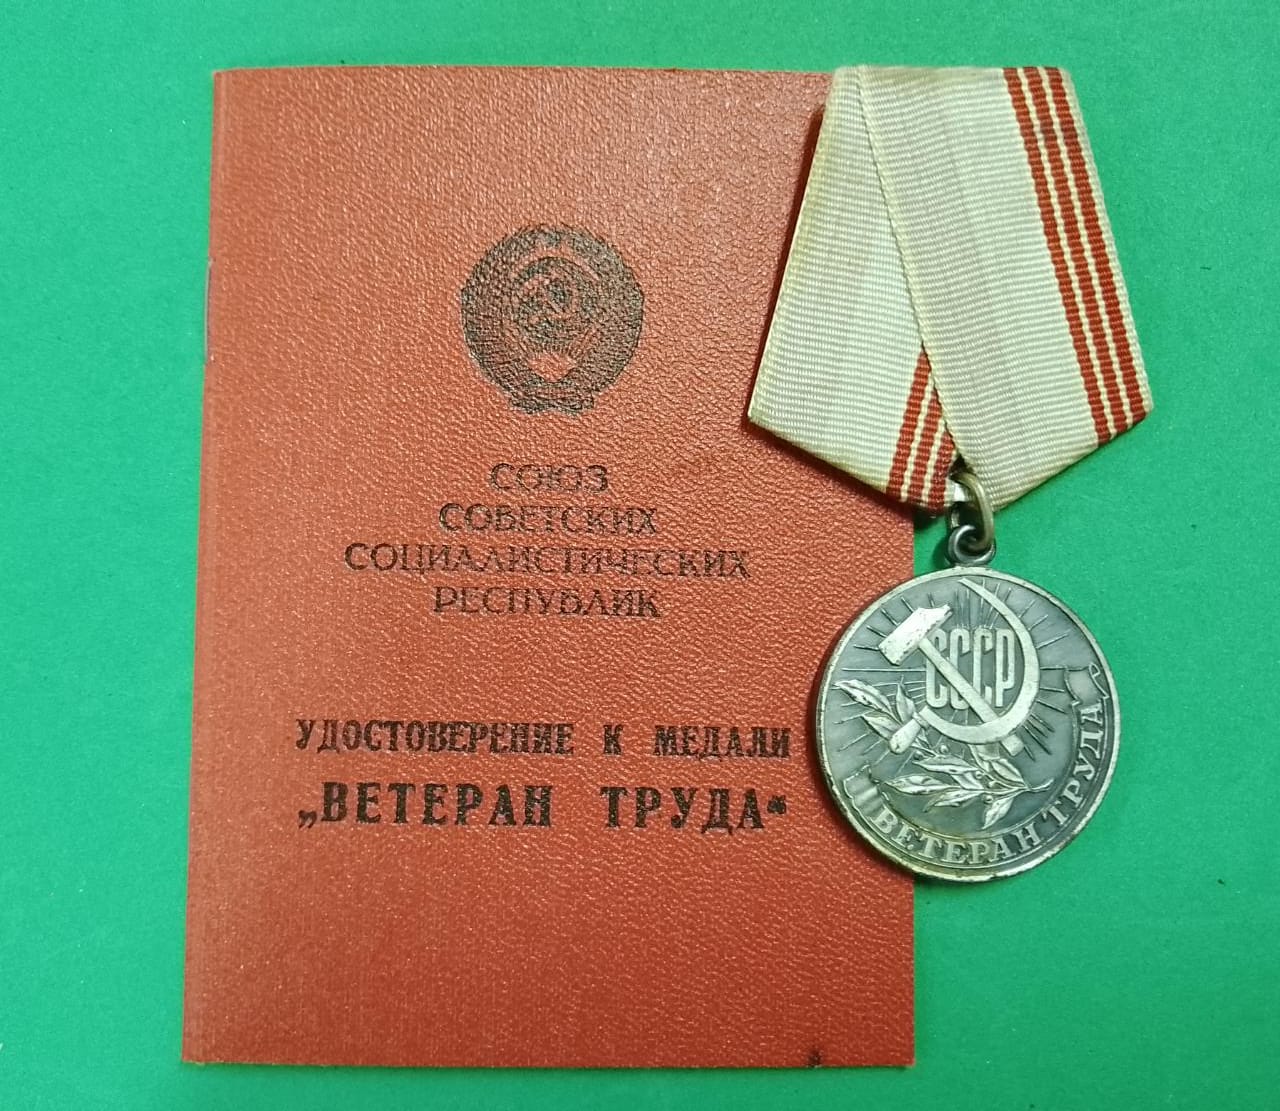 СОЮЗ
СОВЕТСКИХ
СОЦИАЛИСТИЧЕСКИХ
РЕСПУБЛИК
УДОСТОВЕРЕНИЕ К МЕДАЛИ
„ВЕТЕРАН ТРУДА“
СССР
ВЕТЕРАН ТРУДА